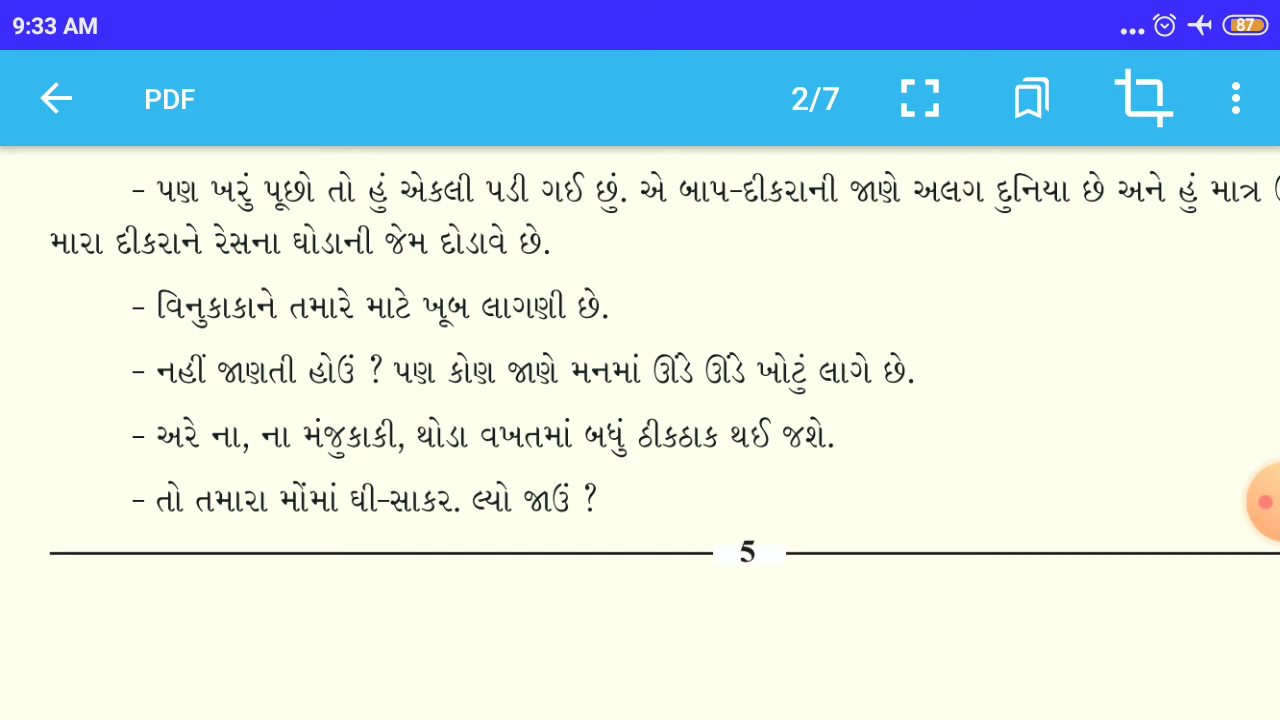 9:33 AM
87
PDF
2/7
– પણ ખરું પૂછો તો હું એકલી પડી ગઈ છું. એ બાપ-દીકરાની જાણે અલગ દુનિયા છે અને હું માત્ર
મારા દીકરાને રેસના ઘોડાની જેમ દોડાવે છે.
– વિનુકાકાને તમારે માટે ખૂબ લાગણી છે.
– નહીં જાણતી હોઉં ? પણ કોણ જાણે મનમાં ઊંડે ઊંડે ખોટું લાગે છે.
– અરે ના, ના મંજુકાકી, થોડા વખતમાં બધું ઠીકઠાક થઈ જશે.
– તો તમારા મોંમાં ઘી-સાકર. લ્યો જાઉં ?
5